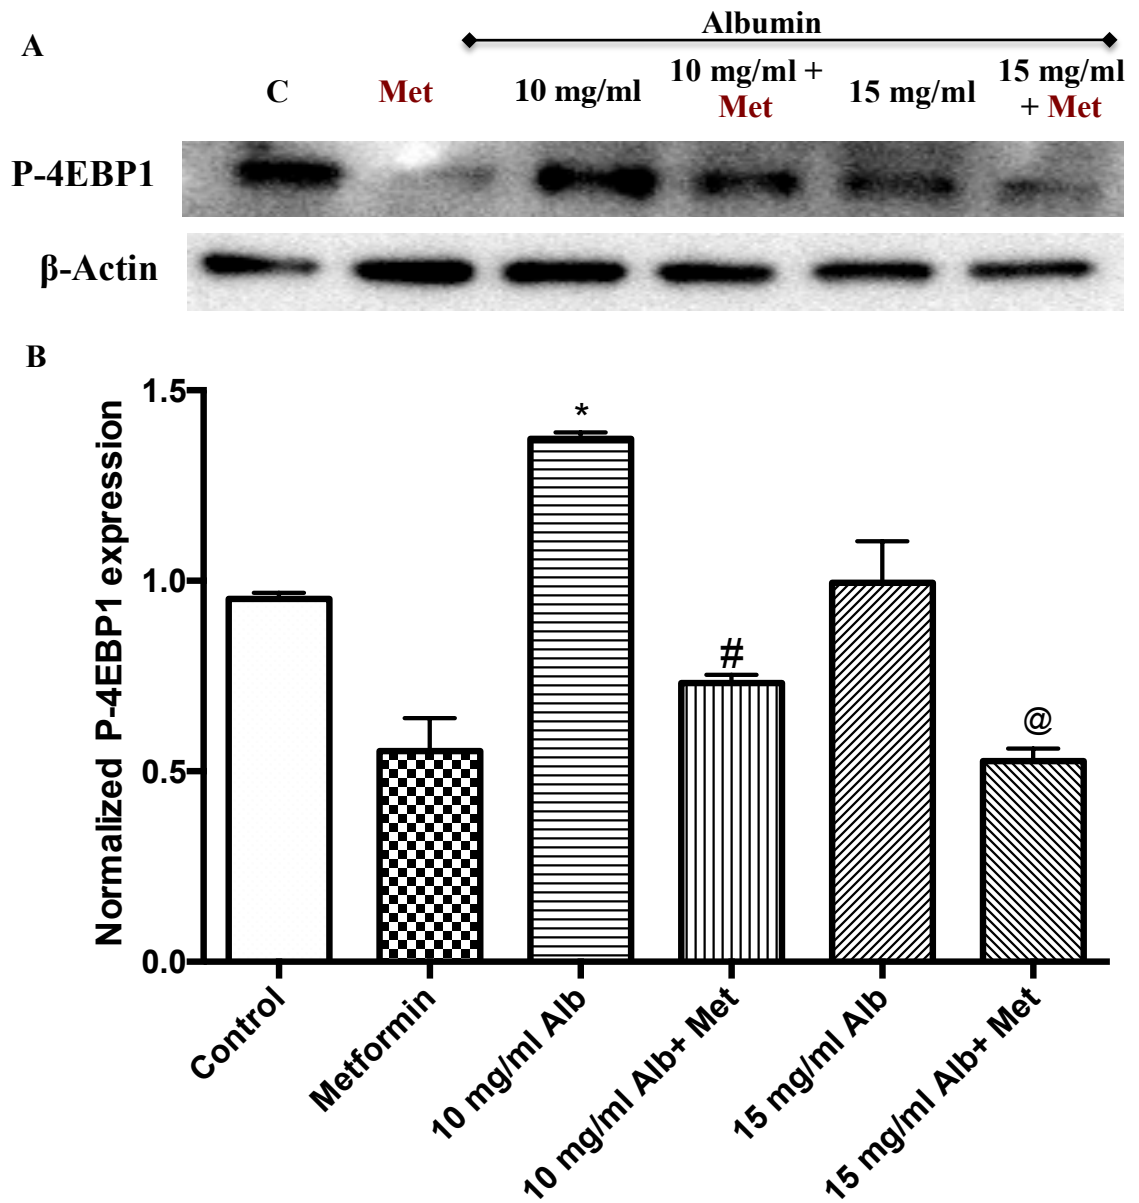 A
Albumin
C
Met
10 mg/ml
10 mg/ml +
Met
15 mg/ml
15 mg/ml
+ Met
P-4EBP1
β-Actin
B
Normalized P-4EBP1 expression
1.5
1.0
0.5
0.0
*
#
@
Control
Metformin
10 mg/ml Alb
10 mg/ml Alb+ Met
15 mg/ml Alb
15 mg/ml Alb+ Met